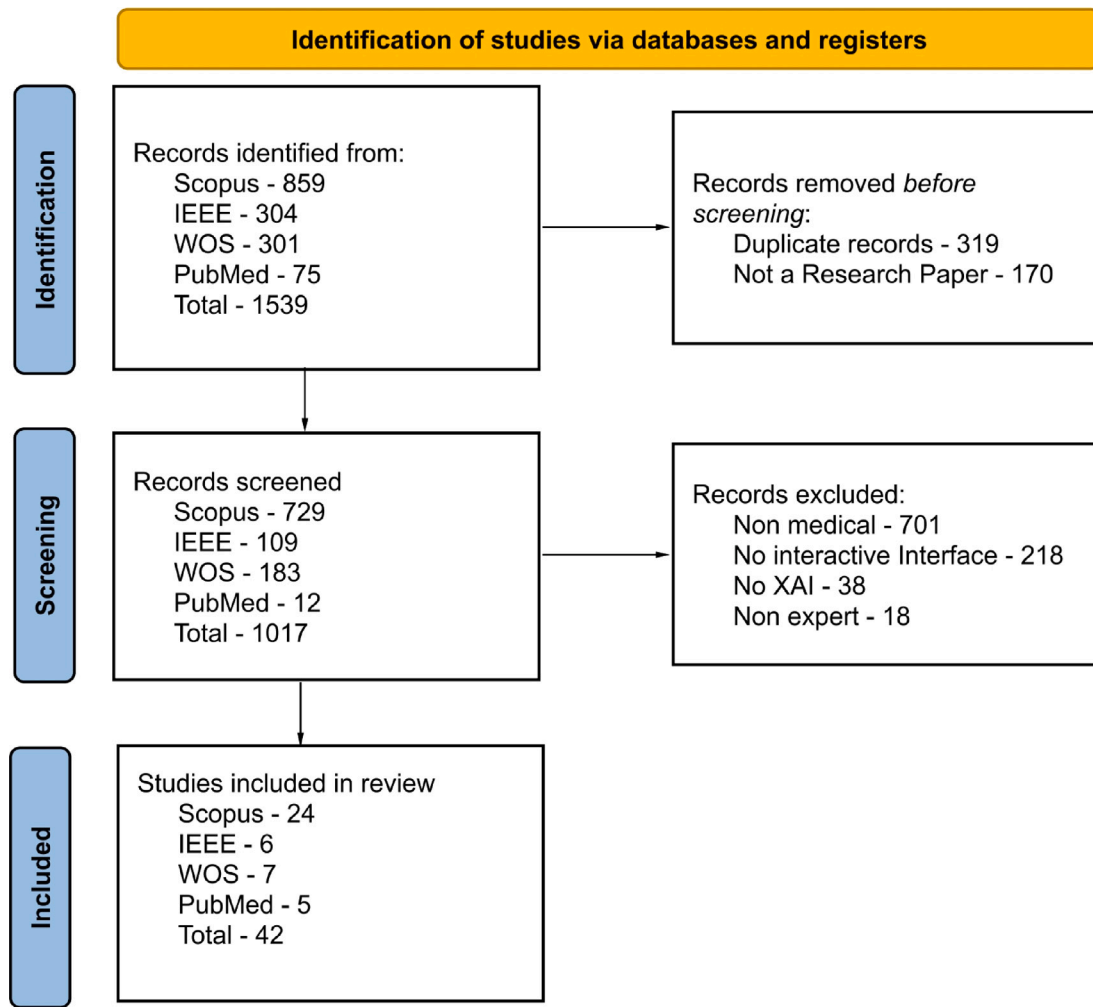 Identification of studies via databases and registers
Identification
Records identified from:
Scopus - 859
IEEE - 304
WOS - 301
PubMed - 75
Total - 1539
Records removed before
screening:
Duplicate records - 319
Not a Research Paper - 170
Screening
Records screened
Scopus - 729
IEEE - 109
WOS - 183
PubMed - 12
Total - 1017
Records excluded:
Non medical - 701
No interactive Interface - 218
No XAI - 38
Non expert - 18
Included
Studies included in review
Scopus - 24
IEEE - 6
WOS - 7
PubMed - 5
Total - 42